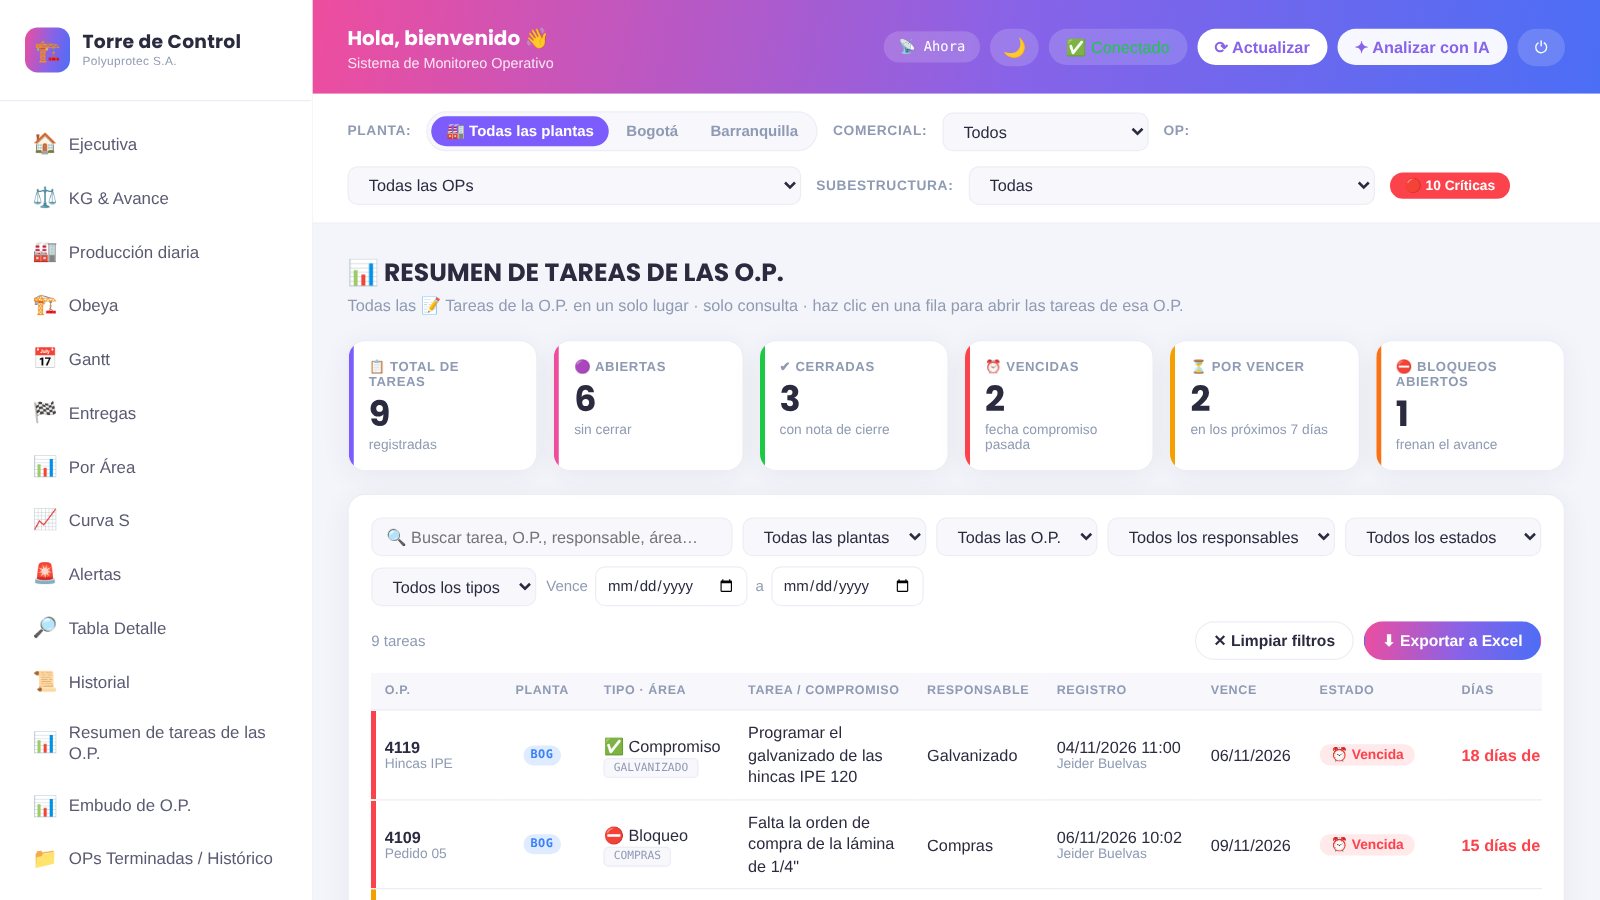 Torre de Control
Polyuprotec S.A.
Ejecutiva
KG & Avance
Producción diaria
Obeya
Gantt
Entregas
Por Área
Curva S
Alertas
Tabla Detalle
Historial
Resumen de tareas de las
O.P.
Embudo de O.P.
OPs Terminadas / Histórico
Hola, bienvenido 👋
Sistema de Monitoreo Operativo
📡 Ahora
🌙
✅ Conectado
⟳ Actualizar
✦ Analizar con IA
⏻
PLANTA:
🏭 Todas las plantas
Bogotá
Barranquilla
COMERCIAL:
Todos
OP:
Todas las OPs
SUBESTRUCTURA:
Todas
🔴 10 Críticas
📊 RESUMEN DE TAREAS DE LAS O.P.
Todas las 📝 Tareas de la O.P. en un solo lugar · solo consulta · haz clic en una fila para abrir las tareas de esa O.P.
📋 TOTAL DE
TAREAS
9
registradas
🟣 ABIERTAS
6
sin cerrar
✔ CERRADAS
3
con nota de cierre
⏰ VENCIDAS
2
fecha compromiso
pasada
⏳ POR VENCER
2
en los próximos 7 días
⛔ BLOQUEOS
ABIERTOS
1
frenan el avance
🔍 Buscar tarea, O.P., responsable, área…
Todas las plantas
Todas las O.P.
Todos los responsables
Todos los estados
Todos los tipos
Vence
mm/dd/yyyy
a
mm/dd/yyyy
9 tareas
✕ Limpiar filtros
⬇ Exportar a Excel
O.P.
PLANTA
TIPO · ÁREA
TAREA / COMPROMISO
RESPONSABLE
REGISTRO
VENCE
ESTADO
DÍAS
4119
Hincas IPE
BOG
✅ Compromiso
GALVANIZADO
Programar el
galvanizado de las
hincas IPE 120
Galvanizado
04/11/2026 11:00
Jeider Buelvas
06/11/2026
⏰ Vencida
18 días de
4109
Pedido 05
BOG
⛔ Bloqueo
COMPRAS
Falta la orden de
compra de la lámina
de 1/4"
Compras
06/11/2026 10:02
Jeider Buelvas
09/11/2026
⏰ Vencida
15 días de